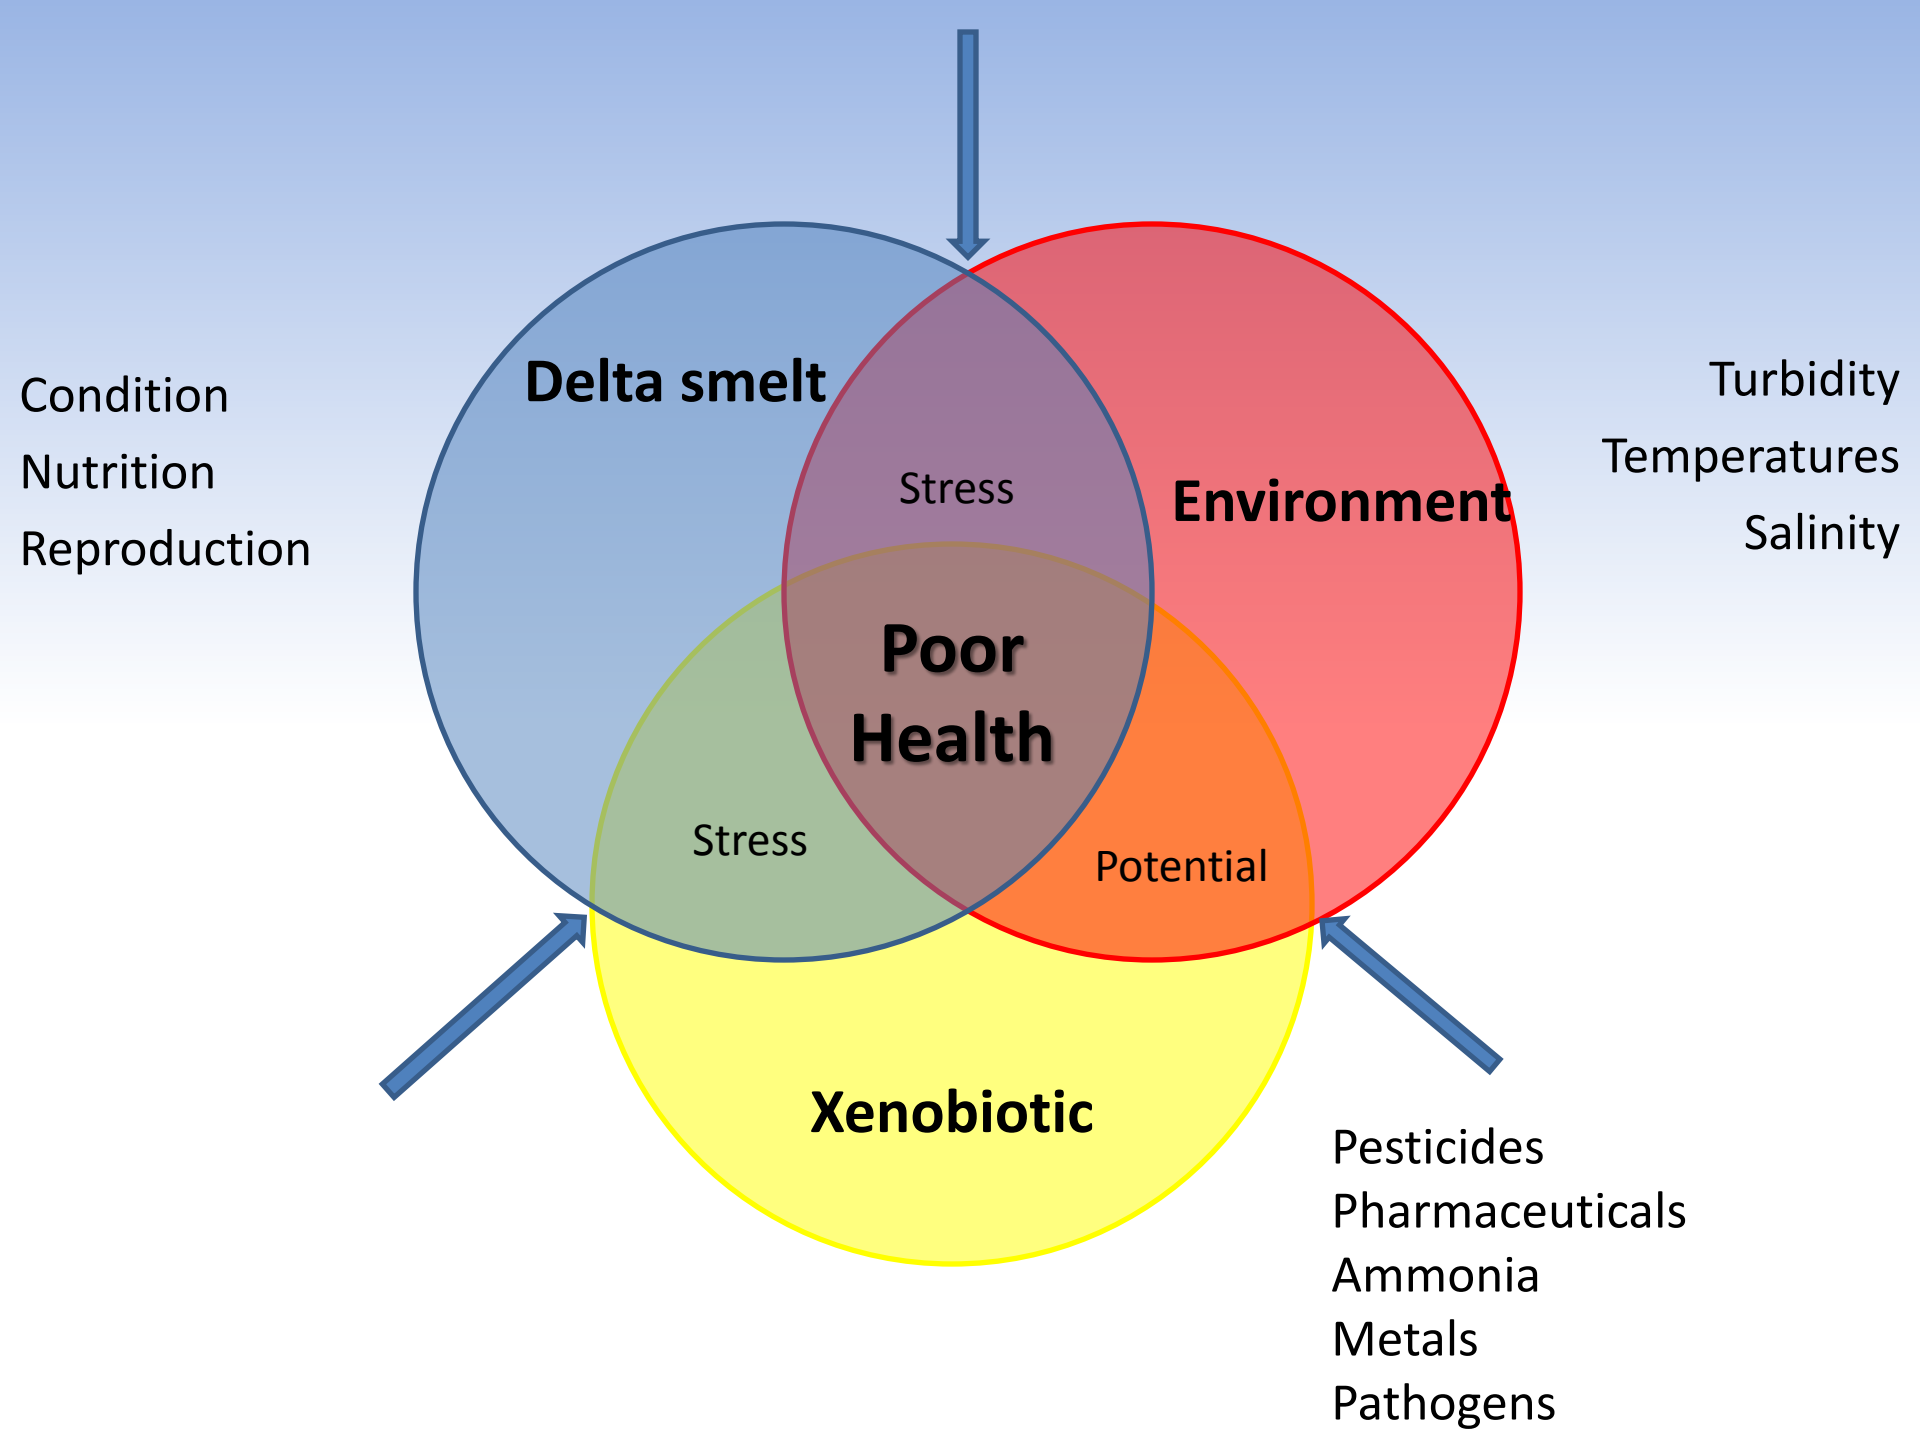 Delta smelt
Condition
Nutrition
Reproduction
Turbidity
Temperatures
Salinity
Stress
Environment
Poor
Health
Stress
Potential
Xenobiotic
Pesticides
Pharmaceuticals
Ammonia
Metals
Pathogens